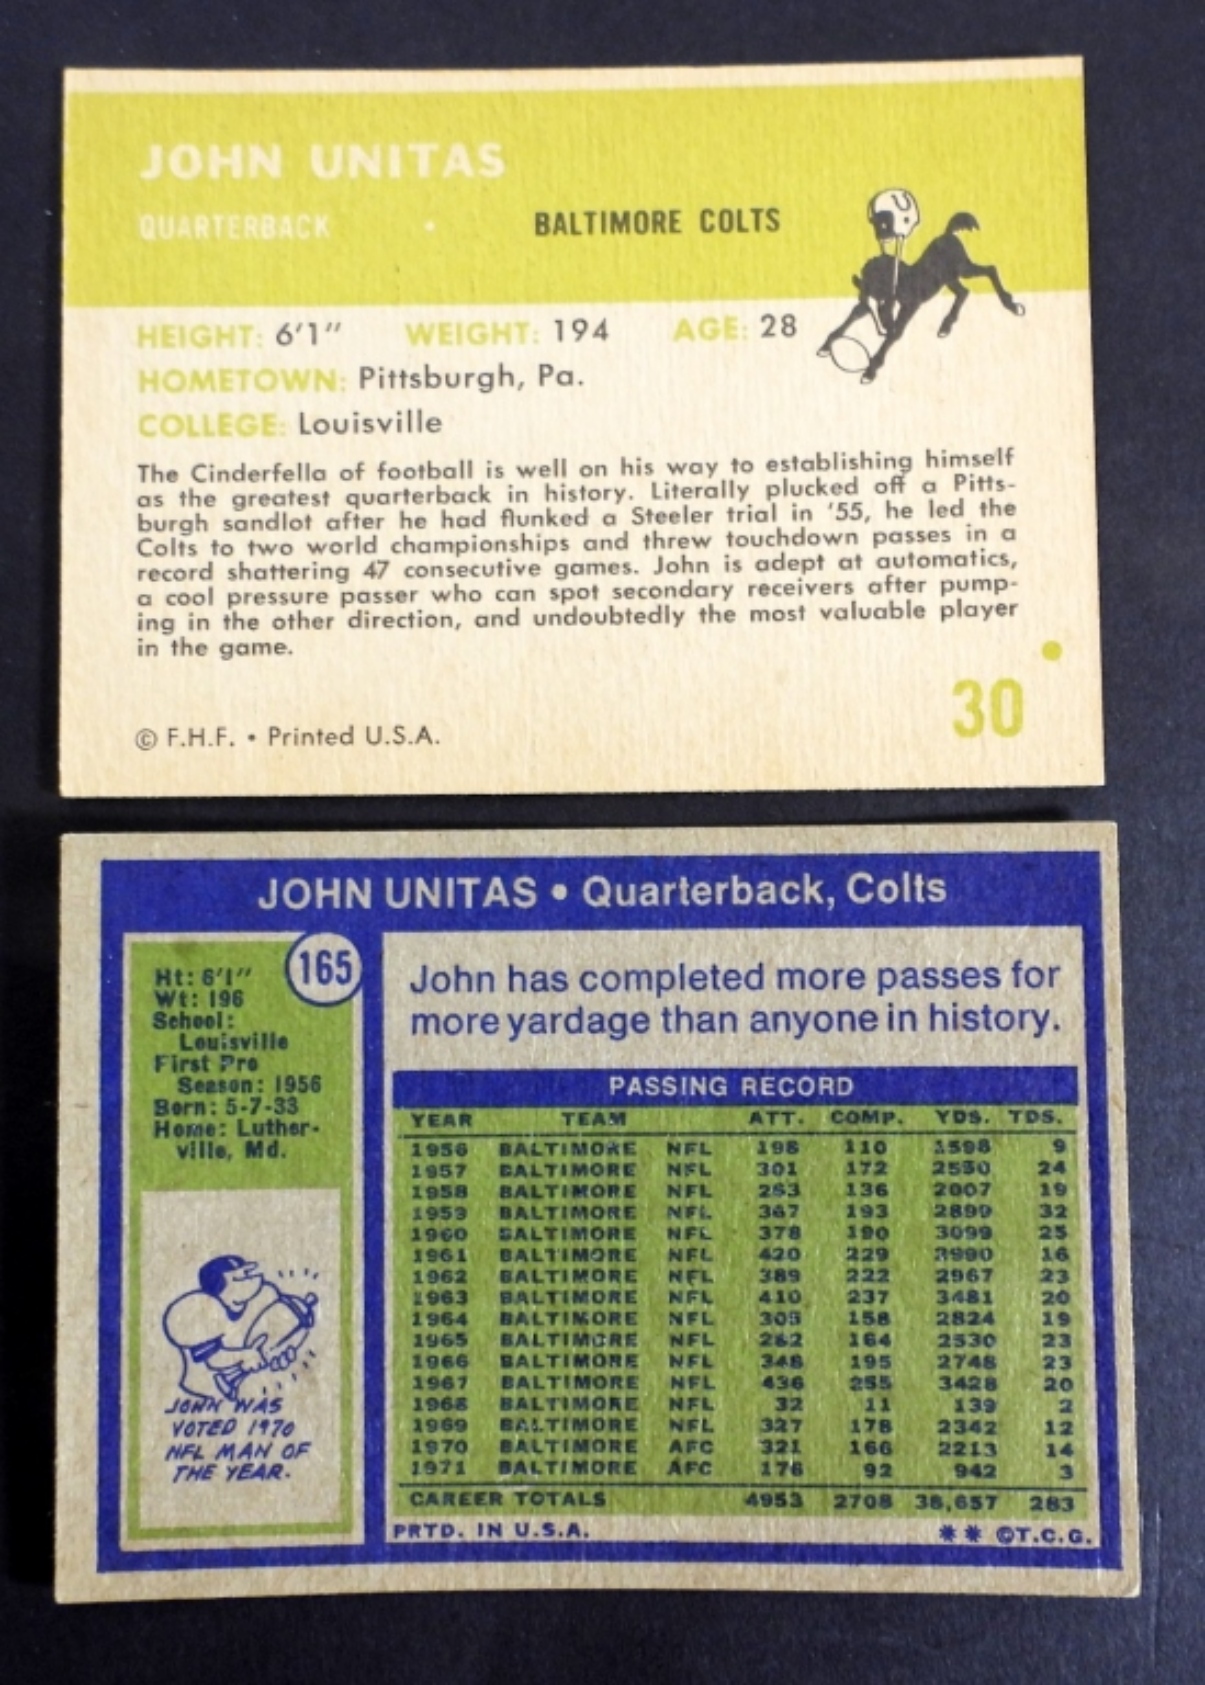 JOHN UNITAS
QUARTERBACK • BALTIMORE COLTS
HEIGHT: 6'1" WEIGHT: 194 AGE: 28
HOMETOWN: Pittsburgh, Pa.
COLLEGE: Louisville
The Cinderfella of football is well on his way to establishing himself
as the greatest quarterback in history. Literally plucked off a Pitts-
burgh sandlot after he had flunked a Steeler trial in '55, he led the
Colts to two world championships and threw touchdown passes in a
record shattering 47 consecutive games. John is adept at automatics,
a cool pressure passer who can spot secondary receivers after pump-
ing in the other direction, and undoubtedly the most valuable player
in the game.
30
© F.H.F. • Printed U.S.A.
JOHN UNITAS • Quarterback, Colts
165
Ht: 6'1"
Wt: 196
School:
Louisville
First Pro
Season: 1956
Born: 5-7-33
Home: Luther-
ville, Md.
JOHN WAS
VOTED 1970
NFL MAN OF
THE YEAR.
John has completed more passes for
more yardage than anyone in history.
PASSING RECORD
YEAR TEAM ATT. COMP. YDS. TDS.
1956 BALTIMORE NFL 198 110 1598 9
1957 BALTIMORE NFL 301 172 2550 24
1958 BALTIMORE NFL 263 136 2007 19
1959 BALTIMORE NFL 367 193 2899 32
1960 BALTIMORE NFL 378 190 3099 25
1961 BALTIMORE NFL 420 229 2990 16
1962 BALTIMORE NFL 389 222 2967 23
1963 BALTIMORE NFL 410 237 3481 20
1964 BALTIMORE NFL 305 158 2824 19
1965 BALTIMORE NFL 282 164 2530 23
1966 BALTIMORE NFL 348 195 2748 23
1967 BALTIMORE NFL 436 255 3428 20
1968 BALTIMORE NFL 32 11 139 2
1969 BALTIMORE NFL 327 178 2342 12
1970 BALTIMORE AFC 321 166 2213 14
1971 BALTIMORE AFC 176 92 942 3
CAREER TOTALS 4953 2708 38,657 283
PRTD. IN U.S.A. ** ©T.C.G.